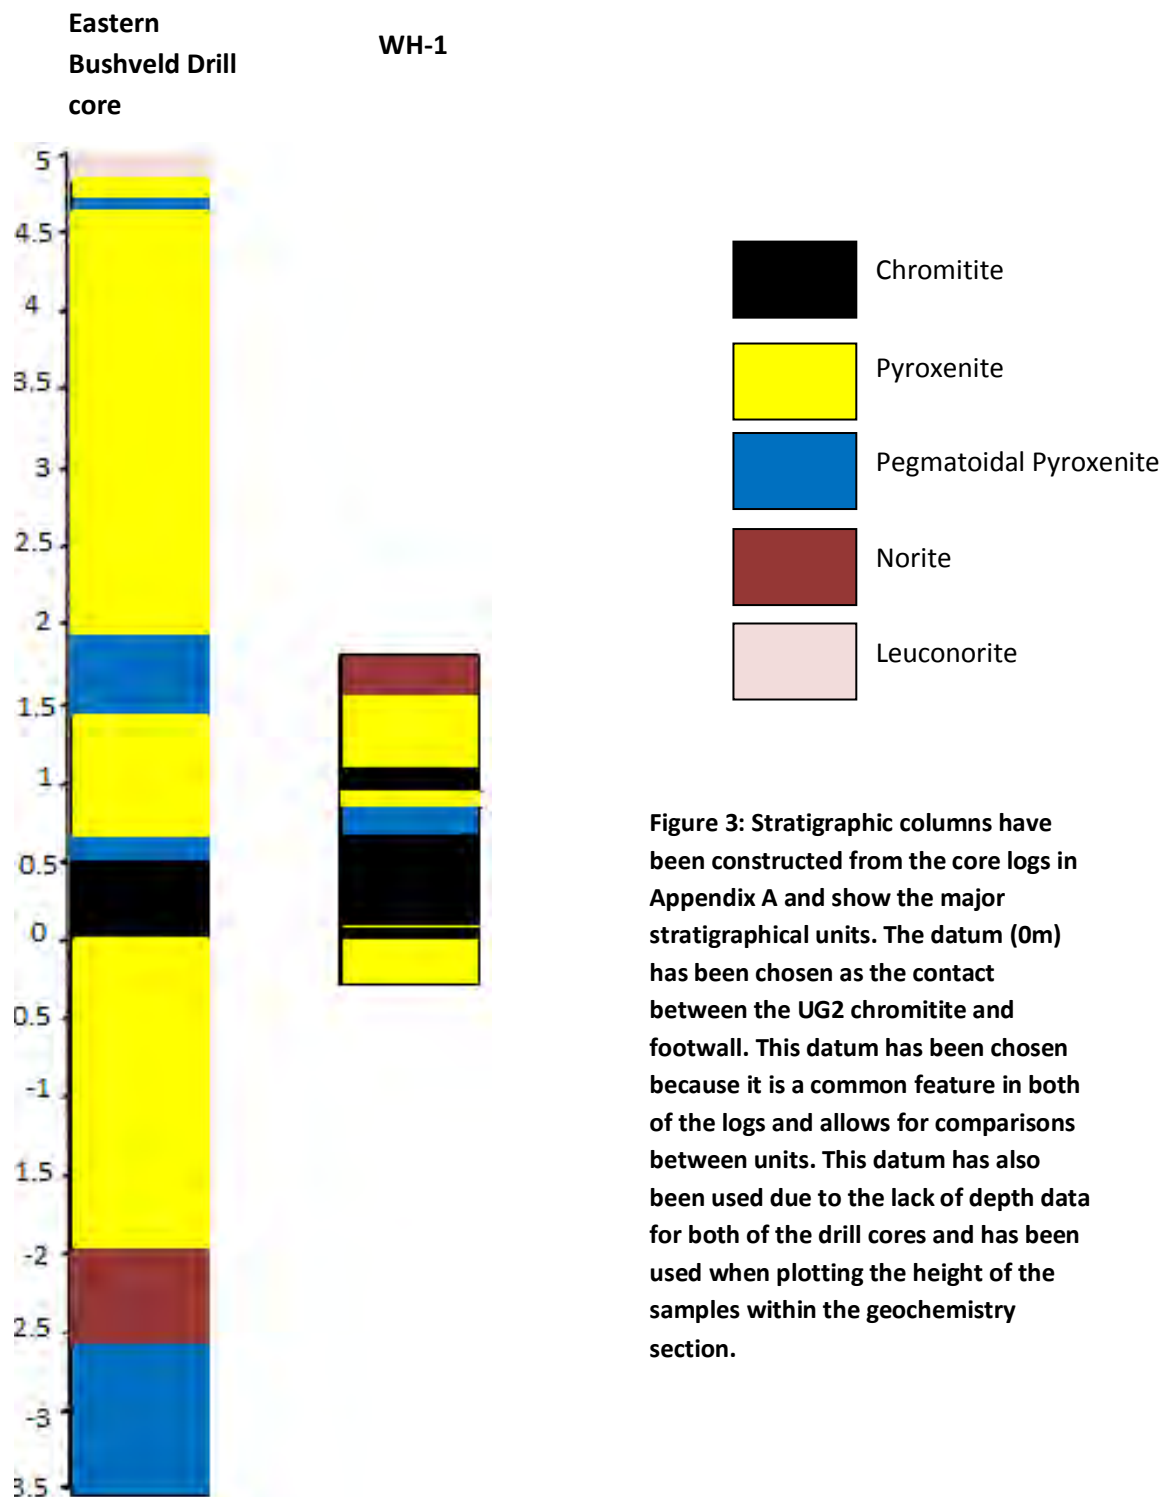 Eastern
Bushveld Drill
core
WH-1
5
4.5
4
3.5
3
2.5
2
1.5
1
0.5
0
0.5
-1
1.5
-2
2.5
-3
3.5
Chromitite
Pyroxenite
Pegmatoidal Pyroxenite
Norite
Leuconorite
Figure 3: Stratigraphic columns have
been constructed from the core logs in
Appendix A and show the major
stratigraphical units. The datum (0m)
has been chosen as the contact
between the UG2 chromitite and
footwall. This datum has been chosen
because it is a common feature in both
of the logs and allows for comparisons
between units. This datum has also
been used due to the lack of depth data
for both of the drill cores and has been
used when plotting the height of the
samples within the geochemistry
section.